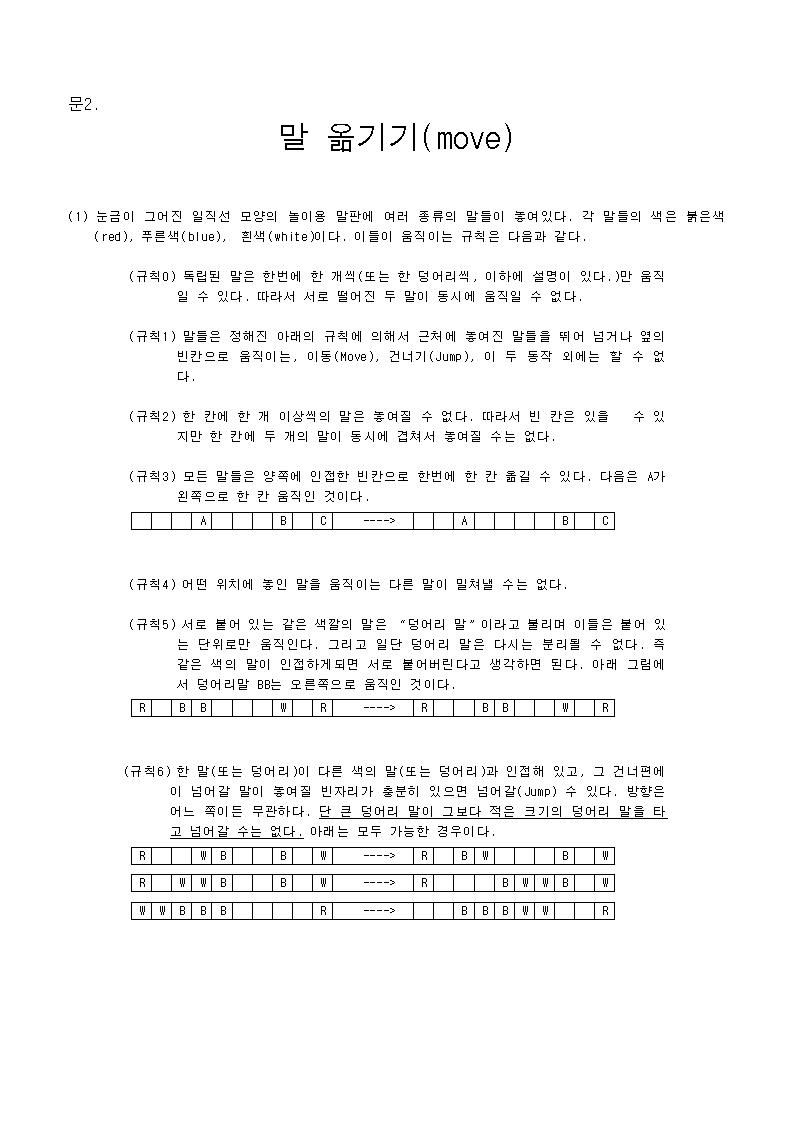 문2.
말 옮기기(move)
(1) 눈금이 그어진 일직선 모양의 놀이용 말판에 여러 종류의 말들이 놓여있다. 각 말들의 색은 붉은색
(red), 푸른색(blue), 흰색(white)이다. 이들이 움직이는 규칙은 다음과 같다.
(규칙0) 독립된 말은 한번에 한 개씩(또는 한 덩어리씩, 이하에 설명이 있다.)만 움직
일 수 있다. 따라서 서로 떨어진 두 말이 동시에 움직일 수 없다.
(규칙1) 말들은 정해진 아래의 규칙에 의해서 근처에 놓여진 말들을 뛰어 넘거나 옆의
빈칸으로 움직이는, 이동(Move), 건너기(Jump), 이 두 동작 외에는 할 수 없
다.
(규칙2) 한 칸에 한 개 이상씩의 말은 놓여질 수 없다. 따라서 빈 칸은 있을 수 있
지만 한 칸에 두 개의 말이 동시에 겹쳐서 놓여질 수는 없다.
(규칙3) 모든 말들은 양쪽에 인접한 빈칸으로 한번에 한 칸 옮길 수 있다. 다음은 A가
왼쪽으로 한 칸 움직인 것이다.
A B C ----> A B C
(규칙4) 어떤 위치에 놓인 말을 움직이는 다른 말이 밀쳐낼 수는 없다.
(규칙5) 서로 붙어 있는 같은 색깔의 말은 “덩어리 말”이라고 불리며 이들은 붙어 있
는 단위로만 움직인다. 그리고 일단 덩어리 말은 다시는 분리될 수 없다. 즉
같은 색의 말이 인접하게되면 서로 붙어버린다고 생각하면 된다. 아래 그림에
서 덩어리말 BB는 오른쪽으로 움직인 것이다.
R B B W R ----> R B B W R
(규칙6) 한 말(또는 덩어리)이 다른 색의 말(또는 덩어리)과 인접해 있고, 그 건너편에
이 넘어갈 말이 놓여질 빈자리가 충분히 있으면 넘어갈(Jump) 수 있다. 방향은
어느 쪽이든 무관하다. 단 큰 덩어리 말이 그보다 적은 크기의 덩어리 말을 타
고 넘어갈 수는 없다. 아래는 모두 가능한 경우이다.
R W B B W ----> R B W B W
R W W B B W ----> R B W W B W
W W B B B R ----> B B B W W R